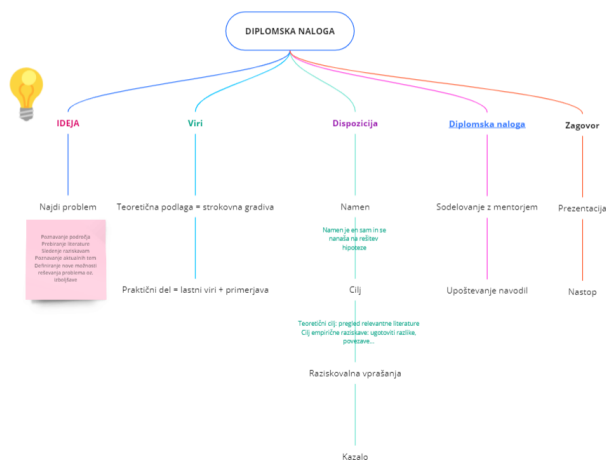 DIPLOMSKA NALOGA
IDEJA
Najdi problem
Poznavanje področja
Prebiranje literature
Sledenje raziskavam
Poznavanje aktualnih tem
Definiranje nove možnosti
reševanja problema oz.
izboljšave
Viri
Teoretična podlaga = strokovna gradiva
Praktični del = lastni viri + primerjava
Dispozicija
Namen
Namen je en sam in se
nanaša na rešitev
hipoteze
Cilj
Teoretični cilj: pregled relevantne literature
Cilj empirične raziskave: ugotoviti razlike,
povezave...
Raziskovalna vprašanja
Kazalo
Diplomska naloga
Sodelovanje z mentorjem
Upoštevanje navodil
Zagovor
Prezentacija
Nastop